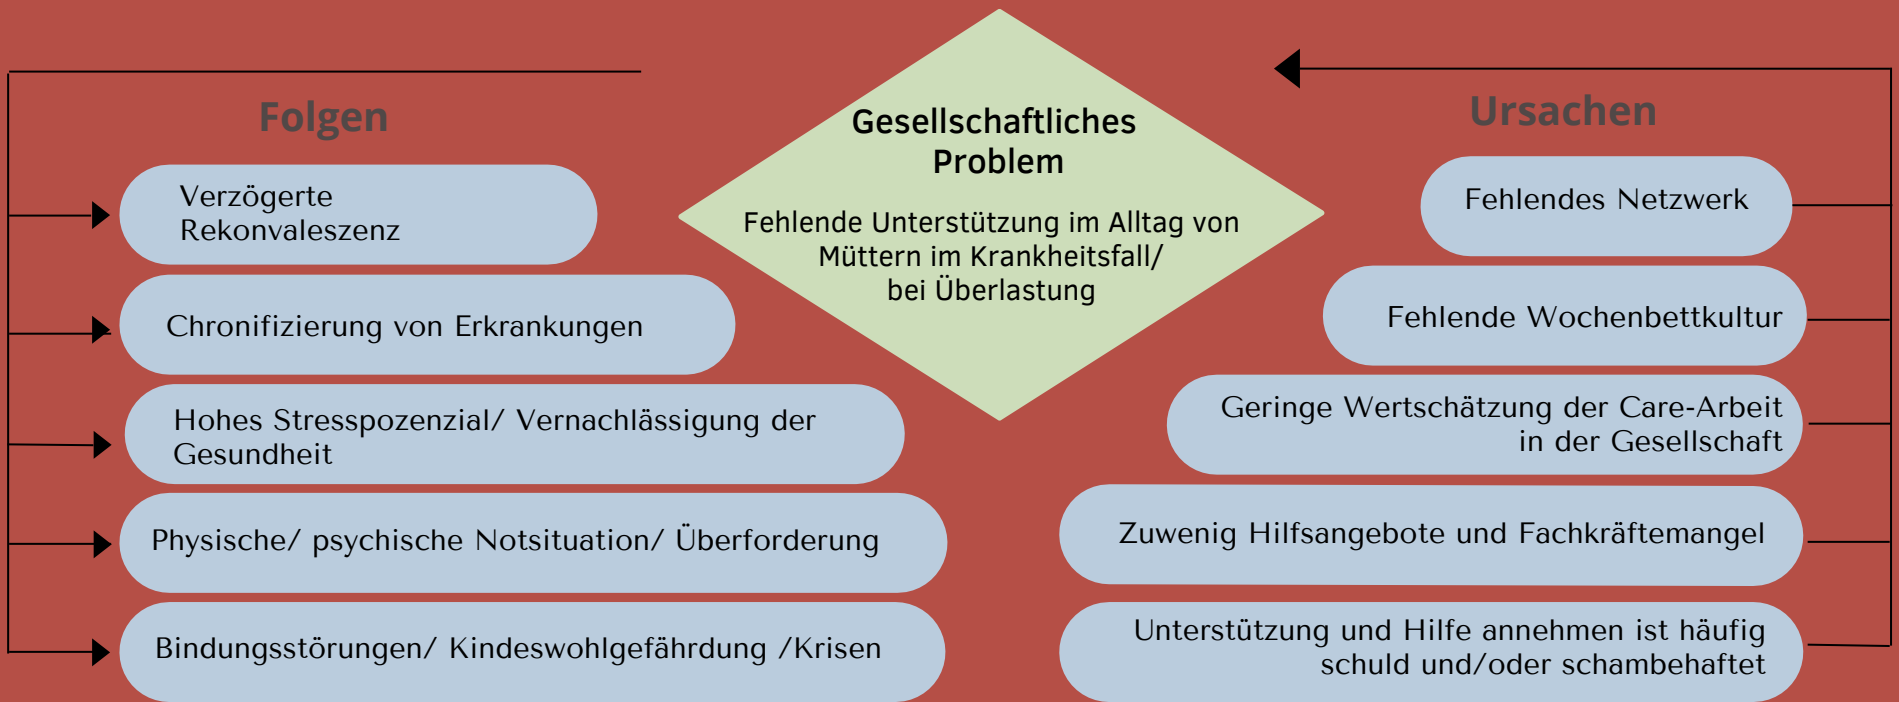 Folgen
Verzögerte
Rekonvaleszenz
Chronifizierung von Erkrankungen
Hohes Stresspozenzial/ Vernachlässigung der
Gesundheit
Physische/ psychische Notsituation/ Überforderung
Bindungsstörungen/ Kindeswohlgefährdung /Krisen
Gesellschaftliches
Problem
Fehlende Unterstützung im Alltag von
Müttern im Krankheitsfall/
bei Überlastung
Ursachen
Fehlendes Netzwerk
Fehlende Wochenbettkultur
Geringe Wertschätzung der Care-Arbeit
in der Gesellschaft
Zuwenig Hilfsangebote und Fachkräftemangel
Unterstützung und Hilfe annehmen ist häufig
schuld und/oder schambehaftet